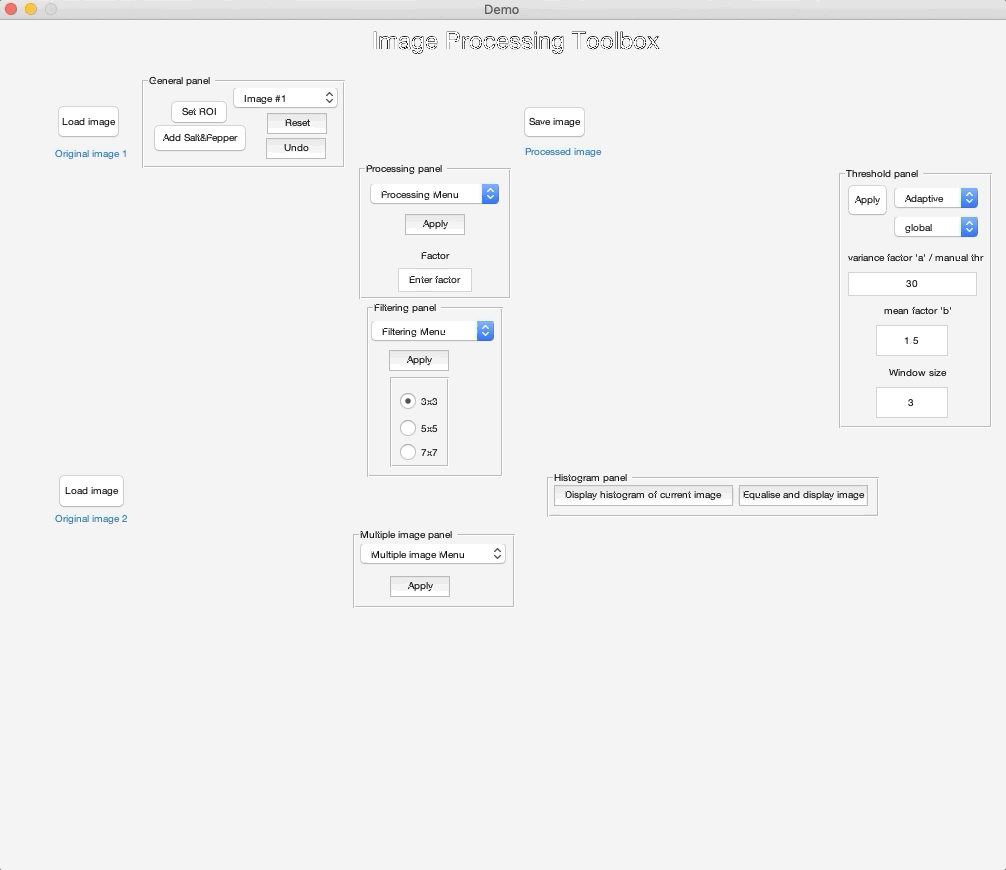 Demo
Image Processing Toolbox
General panel
Image #1
Load image
Set ROI
Reset
Add Salt&Pepper
Undo
Original image 1
Save image
Processed image
Processing panel
Processing Menu
Apply
Factor
Enter factor
Threshold panel
Apply
Adaptive
global
variance factor 'a' / manual thr
30
mean factor 'b'
1.5
Window size
3
Filtering panel
Filtering Menu
Apply
3x3
5x5
7x7
Load image
Original image 2
Histogram panel
Display histogram of current image
Equalise and display image
Multiple image panel
Multiple image Menu
Apply